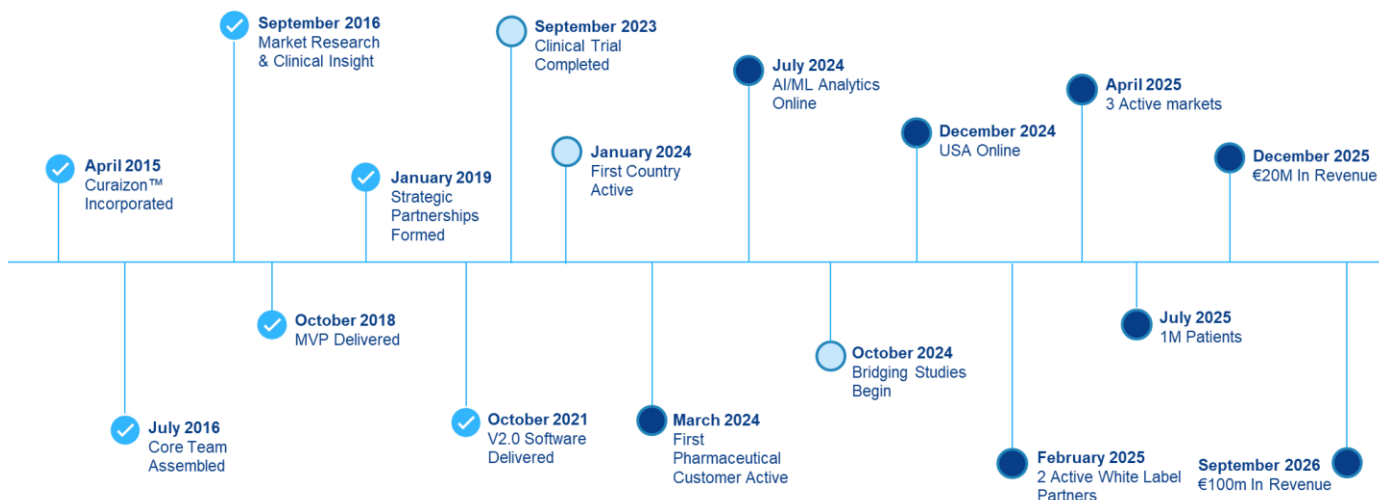 April 2015
Curaizon™
Incorporated
July 2016
Core Team
Assembled
September 2016
Market Research
& Clinical Insight
October 2018
MVP Delivered
January 2019
Strategic
Partnerships
Formed
October 2021
V2.0 Software
Delivered
September 2023
Clinical Trial
Completed
January 2024
First Country
Active
March 2024
First
Pharmaceutical
Customer Active
July 2024
AI/ML Analytics
Online
October 2024
Bridging Studies
Begin
December 2024
USA Online
February 2025
2 Active White Label
Partners
April 2025
3 Active markets
July 2025
1M Patients
December 2025
€20M In Revenue
September 2026
€100m In Revenue